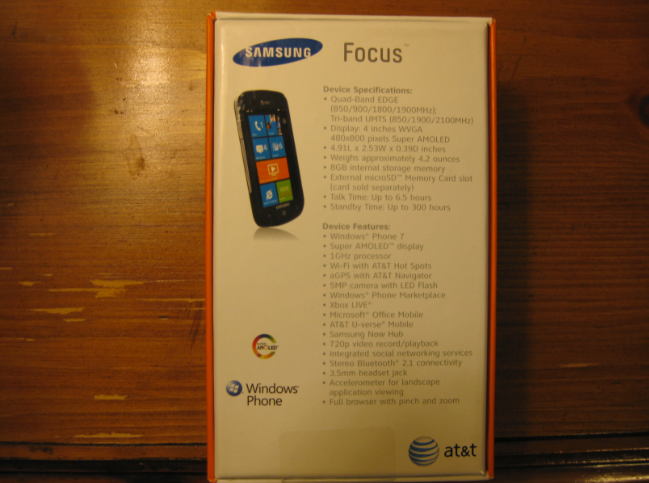 SAMSUNG Focus™
Device Specifications:
• Quad-Band EDGE
(850/900/1800/1900MHz);
Tri-band UMTS (850/1900/2100MHz)
• Display: 4 inches WVGA
480x800 pixels Super AMOLED
• 4.91L x 2.53W x 0.39D inches
• Weighs approximately 4.2 ounces
• 8GB internal storage memory
• External microSD™ Memory Card slot
(card sold separately)
• Talk Time: Up to 6.5 hours
• Standby Time: Up to 300 hours
Device Features:
• Windows® Phone 7
• Super AMOLED™ display
• 1GHz processor
• Wi-Fi with AT&T Hot Spots
• aGPS with AT&T Navigator
• 5MP camera with LED Flash
• Windows® Phone Marketplace
• Xbox LIVE®
• Microsoft® Office Mobile
• AT&T U-verse® Mobile
• Samsung Now Hub
• 720p video record/playback
• Integrated social networking services
• Stereo Bluetooth® 2.1 connectivity
• 3.5mm headset jack
• Accelerometer for landscape
application viewing
• Full browser with pinch and zoom
AMOLED
Windows®
Phone
at&t